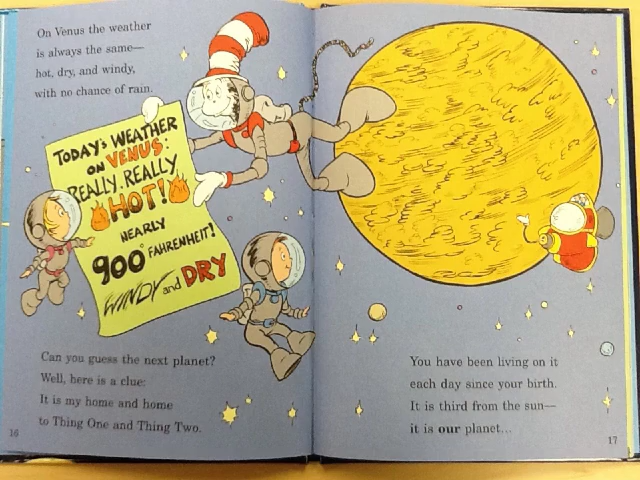 On Venus the weather
is always the same—
hot, dry, and windy,
with no chance of rain.
TODAY'S WEATHER
ON VENUS:
REALLY, REALLY
HOT!
NEARLY
900° FAHRENHEIT!
WINDY and DRY
Can you guess the next planet?
Well, here is a clue:
It is my home and home
to Thing One and Thing Two.
16
You have been living on it
each day since your birth.
It is third from the sun—
it is our planet...
17